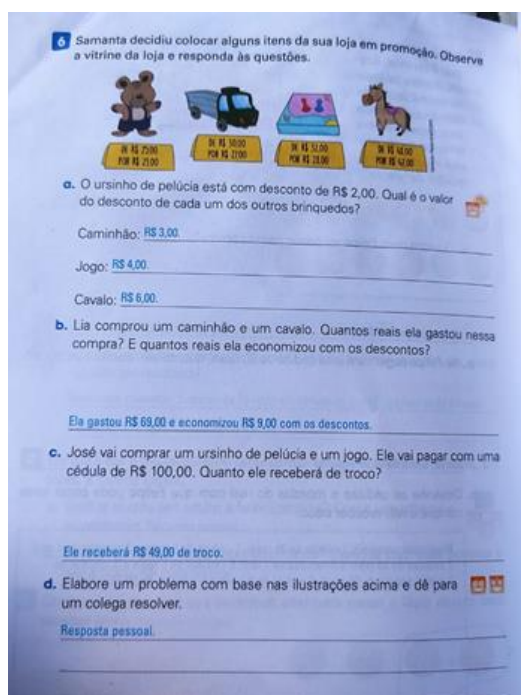 6 Samanta decidiu colocar alguns itens da sua loja em promoção. Observe
a vitrine da loja e responda às questões.
DE R$ 25,00
POR R$ 23,00
DE R$ 30,00
POR R$ 27,00
DE R$ 32,00
POR R$ 28,00
DE R$ 48,00
POR R$ 42,00
a. O ursinho de pelúcia está com desconto de R$ 2,00. Qual é o valor
do desconto de cada um dos outros brinquedos?
Caminhão: R$ 3,00.
Jogo: R$ 4,00.
Cavalo: R$ 6,00.
b. Lia comprou um caminhão e um cavalo. Quantos reais ela gastou nessa
compra? E quantos reais ela economizou com os descontos?
Ela gastou R$ 69,00 e economizou R$ 9,00 com os descontos.
c. José vai comprar um ursinho de pelúcia e um jogo. Ele vai pagar com uma
cédula de R$ 100,00. Quanto ele receberá de troco?
Ele receberá R$ 49,00 de troco.
d. Elabore um problema com base nas ilustrações acima e dê para
um colega resolver.
Resposta pessoal.